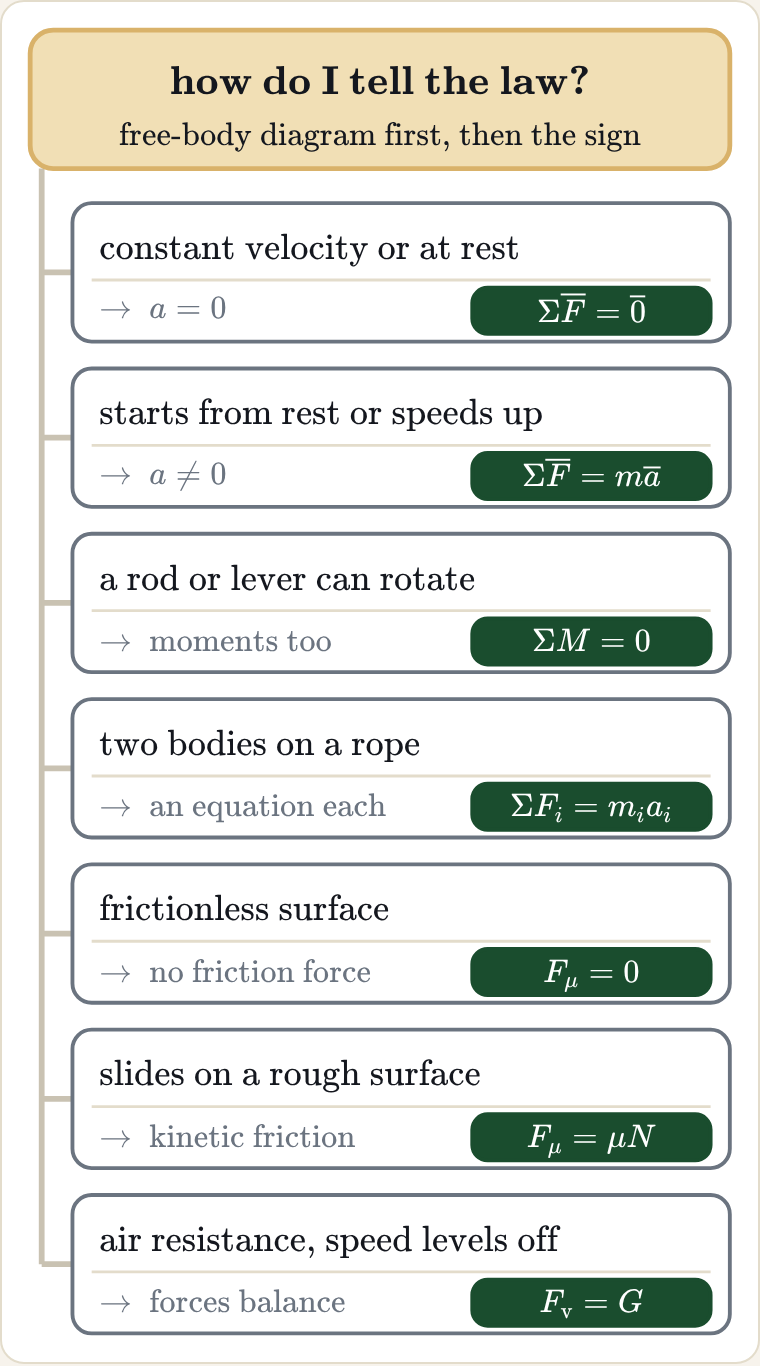 how do I tell the law?
free-body diagram first, then the sign
constant velocity or at rest
→ a = 0    ΣF̅ = 0̅
starts from rest or speeds up
→ a ≠ 0    ΣF̅ = ma̅
a rod or lever can rotate
→ moments too    ΣM = 0
two bodies on a rope
→ an equation each    ΣFᵢ = mᵢaᵢ
frictionless surface
→ no friction force    F_μ = 0
slides on a rough surface
→ kinetic friction    F_μ = μN
air resistance, speed levels off
→ forces balance    Fᵥ = G